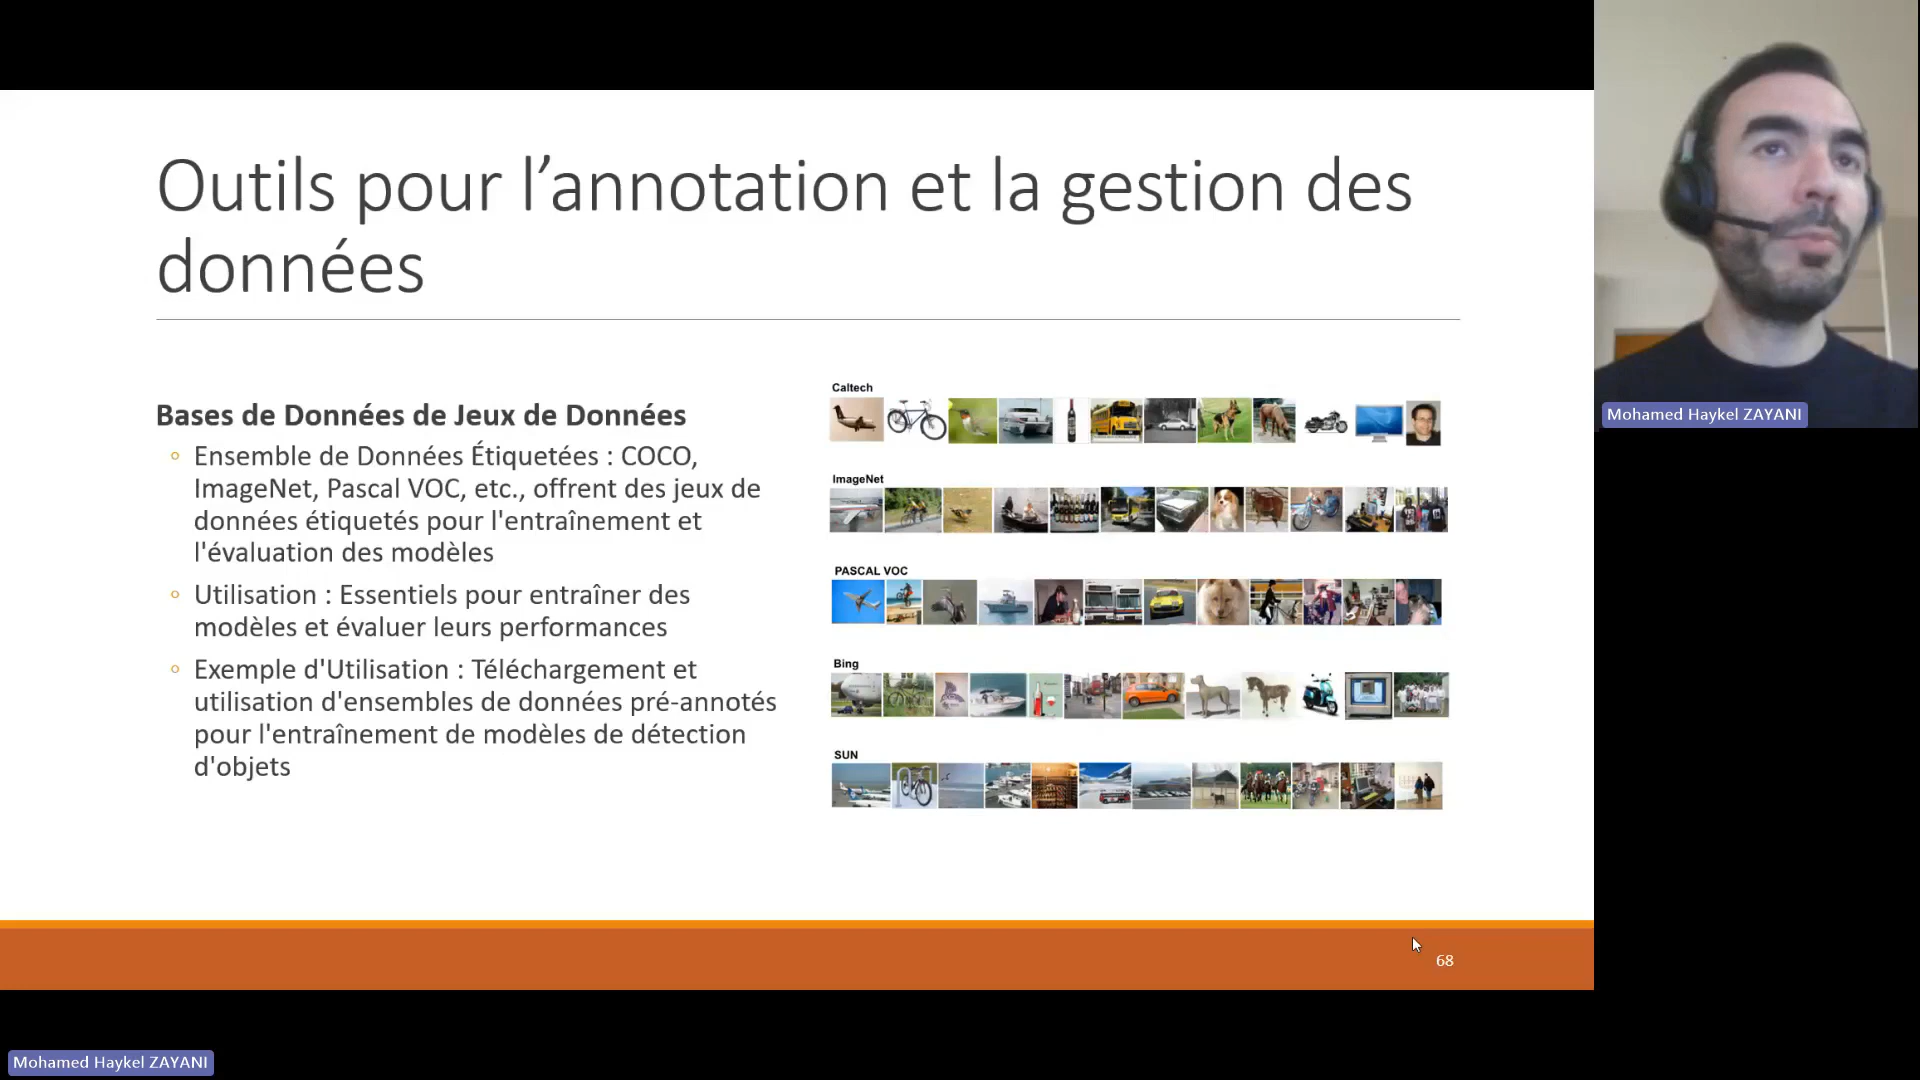 Outils pour l’annotation et la gestion des
données
Bases de Données de Jeux de Données
◦ Ensemble de Données Étiquetées : COCO,
ImageNet, Pascal VOC, etc., offrent des jeux de
données étiquetés pour l'entraînement et
l'évaluation des modèles
◦ Utilisation : Essentiels pour entraîner des
modèles et évaluer leurs performances
◦ Exemple d'Utilisation : Téléchargement et
utilisation d'ensembles de données pré-annotés
pour l'entraînement de modèles de détection
d'objets
Caltech
ImageNet
PASCAL VOC
Bing
SUN
68
Mohamed Haykel ZAYANI
Mohamed Haykel ZAYANI